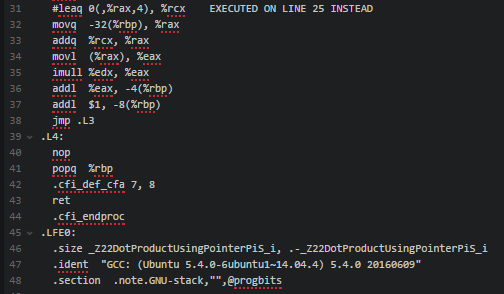 31 #leaq 0(,%rax,4), %rcx EXECUTED ON LINE 25 INSTEAD
32 movq -32(%rbp), %rax
33 addq %rcx, %rax
34 movl (%rax), %eax
35 imull %edx, %eax
36 addl %eax, -4(%rbp)
37 addl $1, -8(%rbp)
38 jmp .L3
39 .L4:
40 nop
41 popq %rbp
42 .cfi_def_cfa 7, 8
43 ret
44 .cfi_endproc
45 .LFE0:
46 .size _Z22DotProductUsingPointerPiS_i, .-_Z22DotProductUsingPointerPiS_i
47 .ident "GCC: (Ubuntu 5.4.0-6ubuntu1~14.04.4) 5.4.0 20160609"
48 .section .note.GNU-stack,"",@progbits